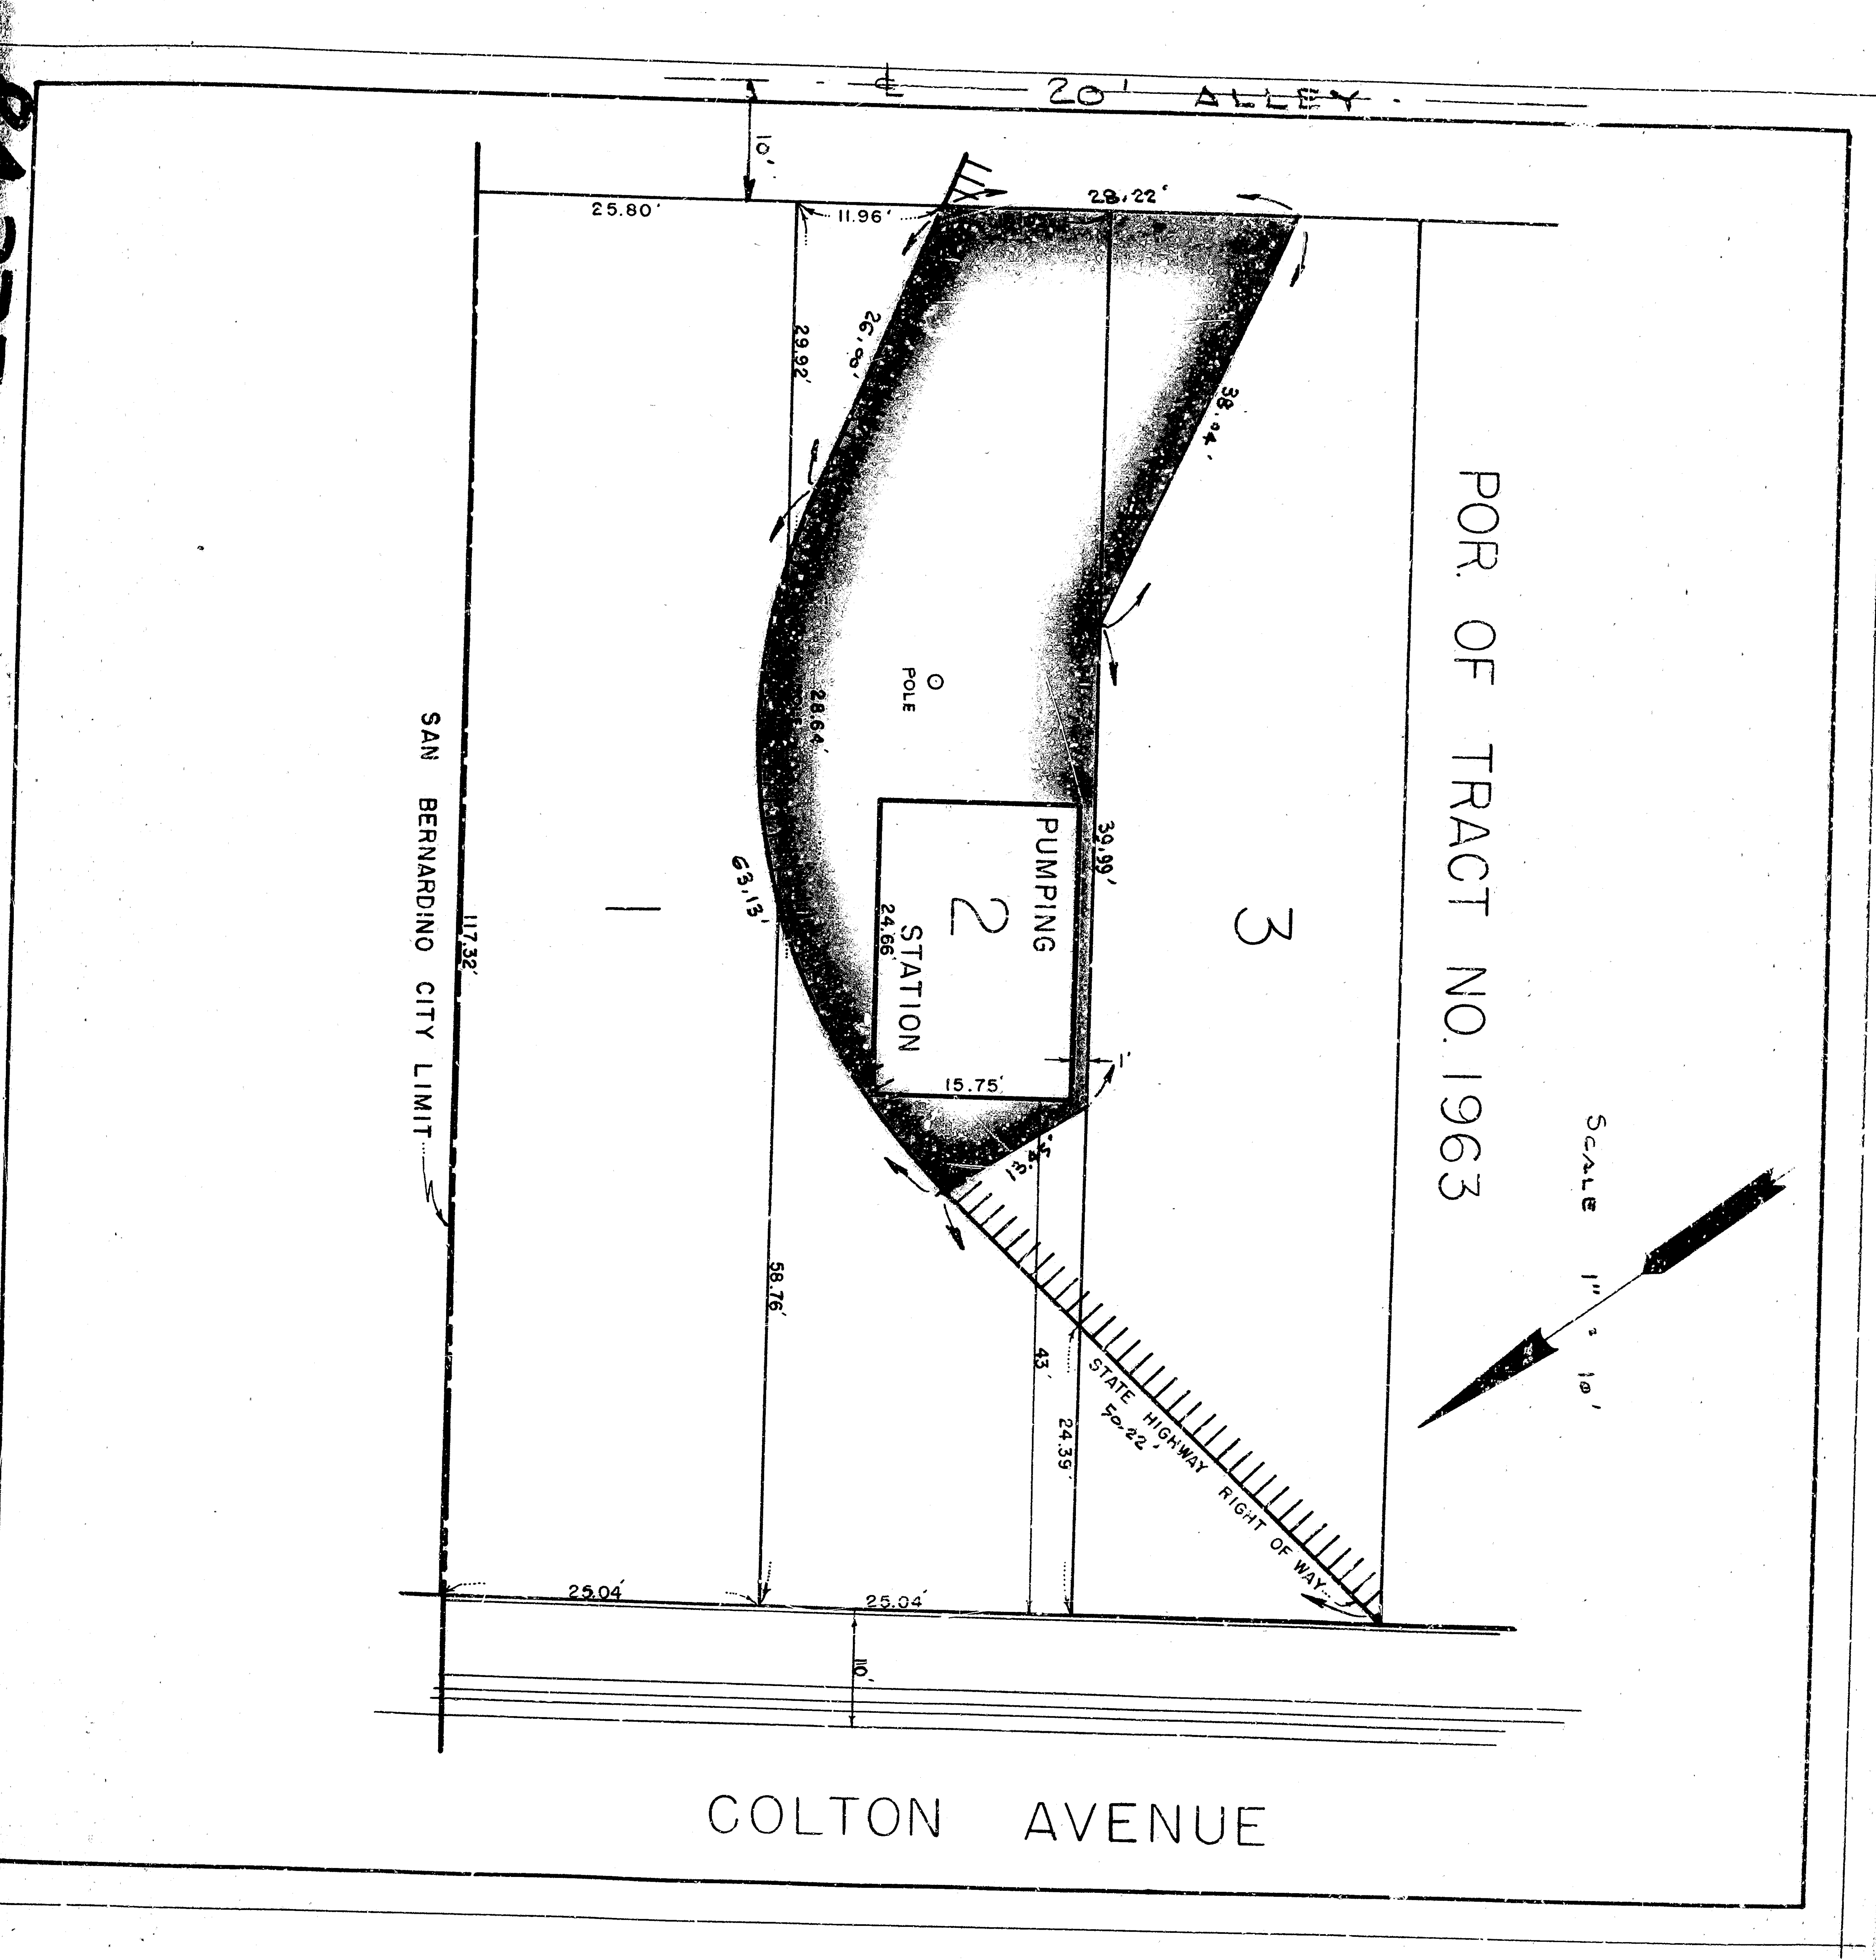 ℄ 20' ALLEY
10'
25.80'
11.96'
28.22'
29.92'
38.94'
POR. OF TRACT NO. 1963
SCALE 1" = 10'
POLE
28.64'
63.13'
39.99'
PUMPING
STATION
24.66'
15.75'
1'
13.45'
1
2
3
SAN BERNARDINO CITY LIMIT
117.32'
58.76'
43'
24.39'
STATE HIGHWAY RIGHT OF WAY
50.22'
25.04'
25.04'
10'
COLTON AVENUE